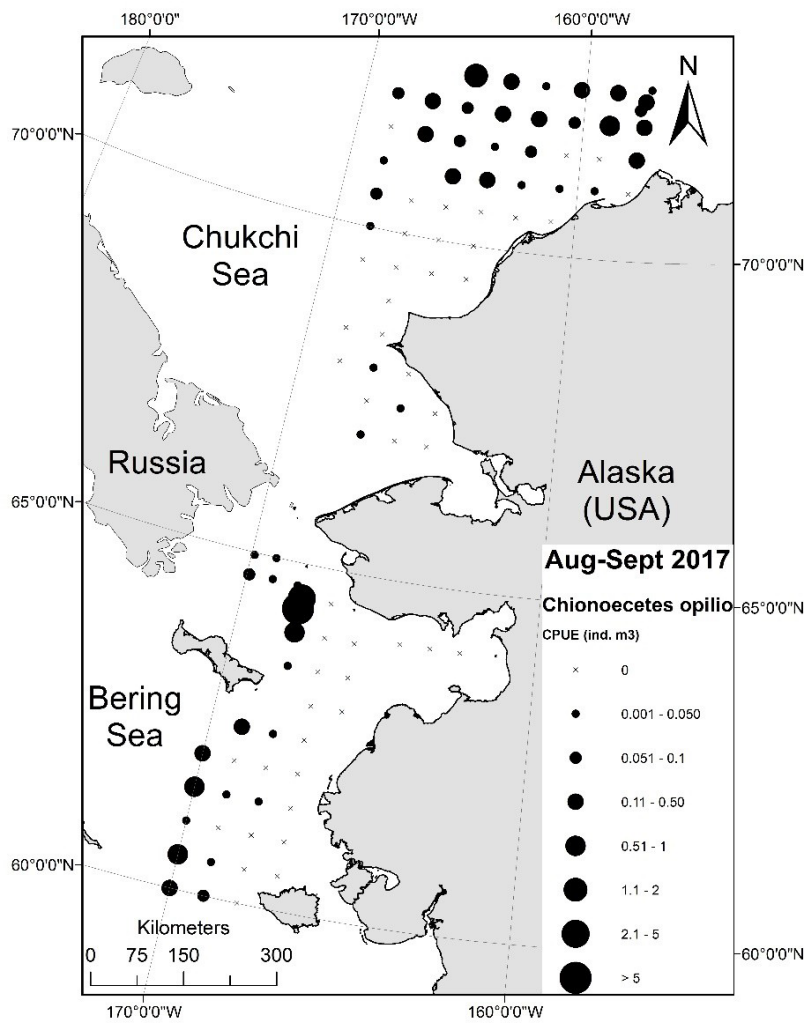 180°0'0" 170°0'0"W 160°0'0"W
N
70°0'0"N
Chukchi
Sea
70°0'0"N
Russia
Alaska
(USA)
65°0'0"N
Aug-Sept 2017
Chionoecetes opilio
65°0'0"N
CPUE (ind. m3)
0
Bering
Sea
0.001 - 0.050
0.051 - 0.1
0.11 - 0.50
0.51 - 1
60°0'0"N
1.1 - 2
Kilometers
2.1 - 5
0 75 150 300
60°0'0"N
> 5
170°0'0"W 160°0'0"W